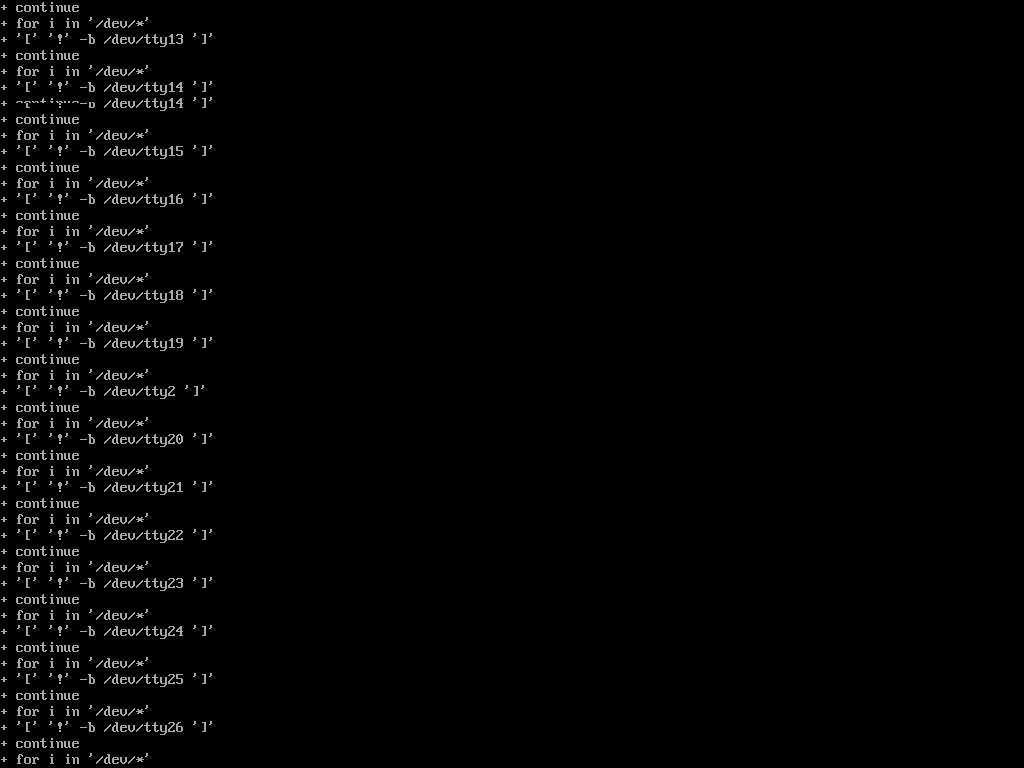 + continue
+ for i in '/dev/*'
+ '[' '!' -b /dev/tty13 ']'
+ continue
+ for i in '/dev/*'
+ '[' '!' -b /dev/tty14 ']'
+ -b /dev/tty14 ']'
+ continue
+ for i in '/dev/*'
+ '[' '!' -b /dev/tty15 ']'
+ continue
+ for i in '/dev/*'
+ '[' '!' -b /dev/tty16 ']'
+ continue
+ for i in '/dev/*'
+ '[' '!' -b /dev/tty17 ']'
+ continue
+ for i in '/dev/*'
+ '[' '!' -b /dev/tty18 ']'
+ continue
+ for i in '/dev/*'
+ '[' '!' -b /dev/tty19 ']'
+ continue
+ for i in '/dev/*'
+ '[' '!' -b /dev/tty2 ']'
+ continue
+ for i in '/dev/*'
+ '[' '!' -b /dev/tty20 ']'
+ continue
+ for i in '/dev/*'
+ '[' '!' -b /dev/tty21 ']'
+ continue
+ for i in '/dev/*'
+ '[' '!' -b /dev/tty22 ']'
+ continue
+ for i in '/dev/*'
+ '[' '!' -b /dev/tty23 ']'
+ continue
+ for i in '/dev/*'
+ '[' '!' -b /dev/tty24 ']'
+ continue
+ for i in '/dev/*'
+ '[' '!' -b /dev/tty25 ']'
+ continue
+ for i in '/dev/*'
+ '[' '!' -b /dev/tty26 ']'
+ continue
+ for i in '/dev/*'